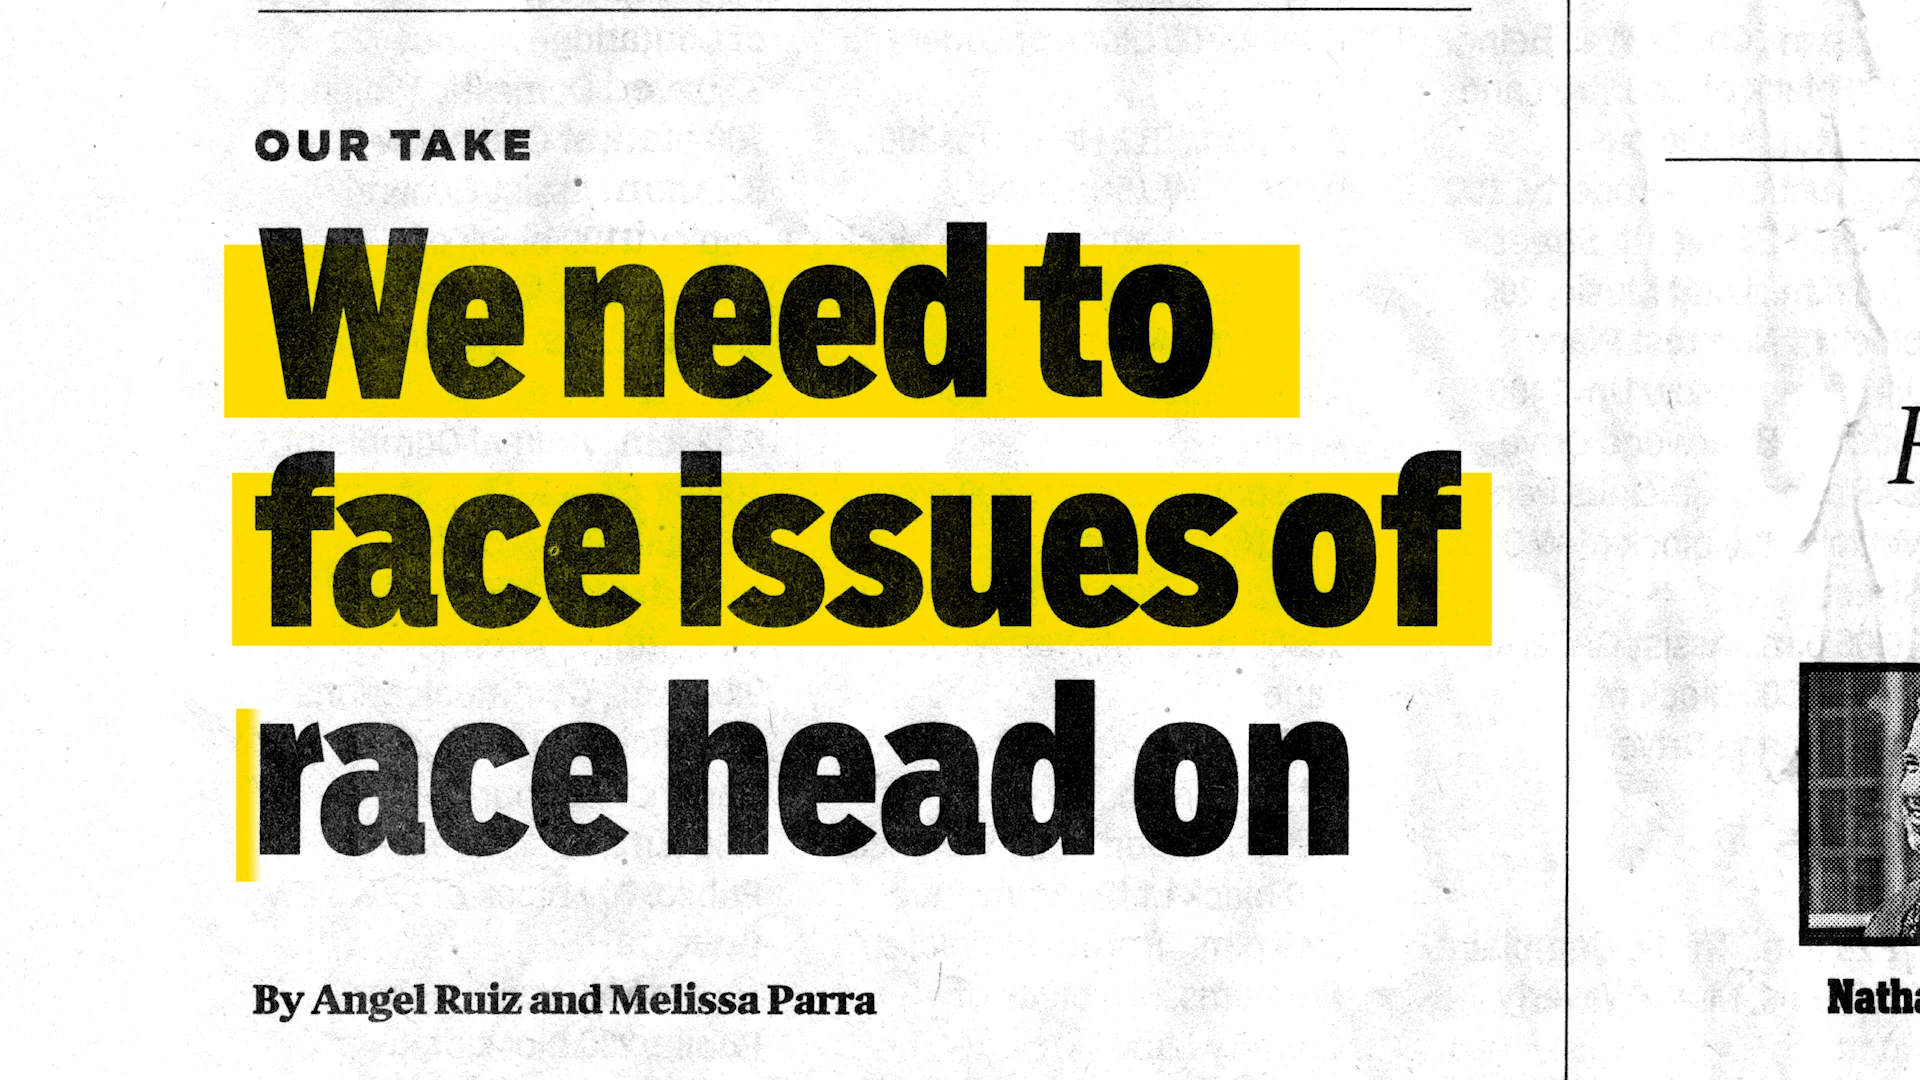 OUR TAKE
We need to
face issues of
race head on
By Angel Ruiz and Melissa Parra